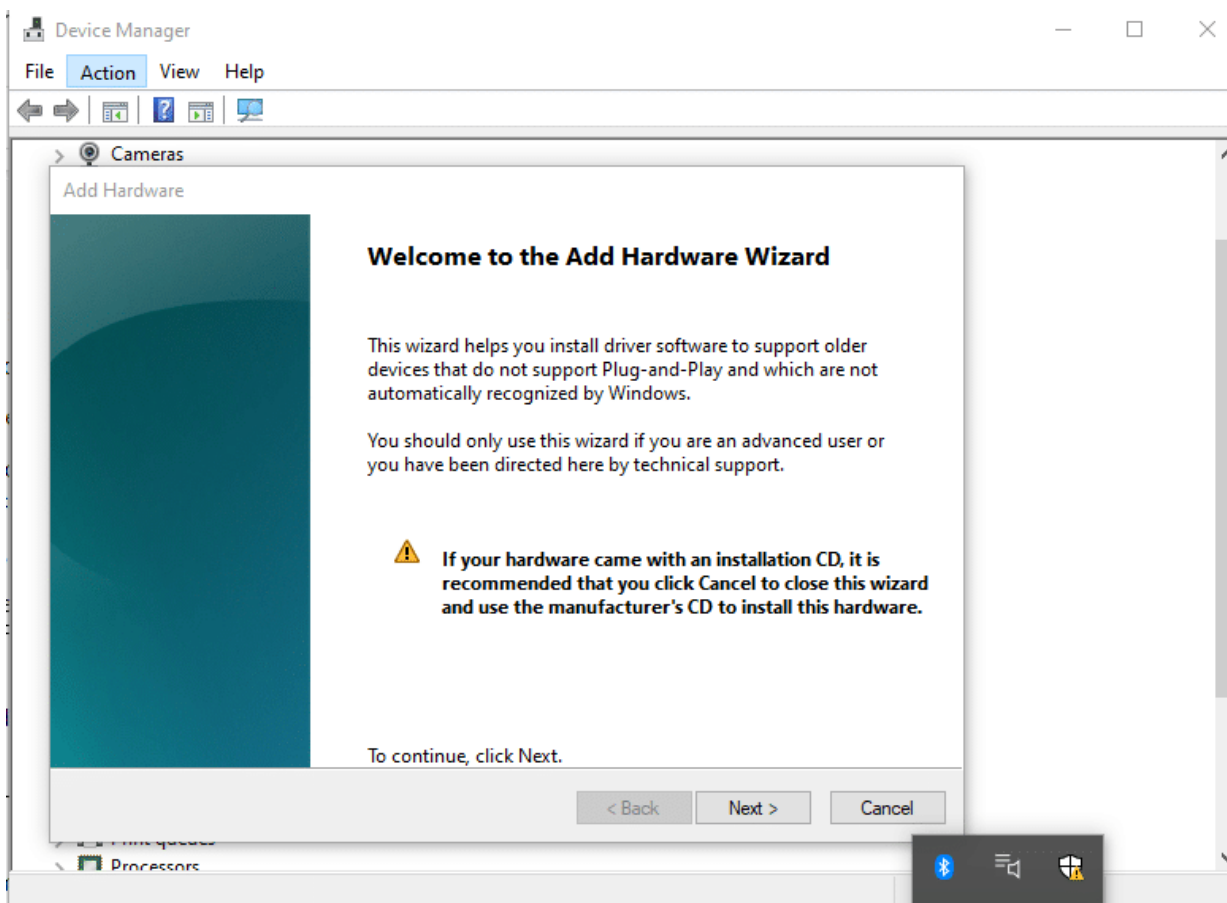 Device Manager
File Action View Help
Cameras
Add Hardware
Welcome to the Add Hardware Wizard
This wizard helps you install driver software to support older
devices that do not support Plug-and-Play and which are not
automatically recognized by Windows.
You should only use this wizard if you are an advanced user or
you have been directed here by technical support.
If your hardware came with an installation CD, it is
recommended that you click Cancel to close this wizard
and use the manufacturer's CD to install this hardware.
To continue, click Next.
< Back Next > Cancel
Print queues
Processors